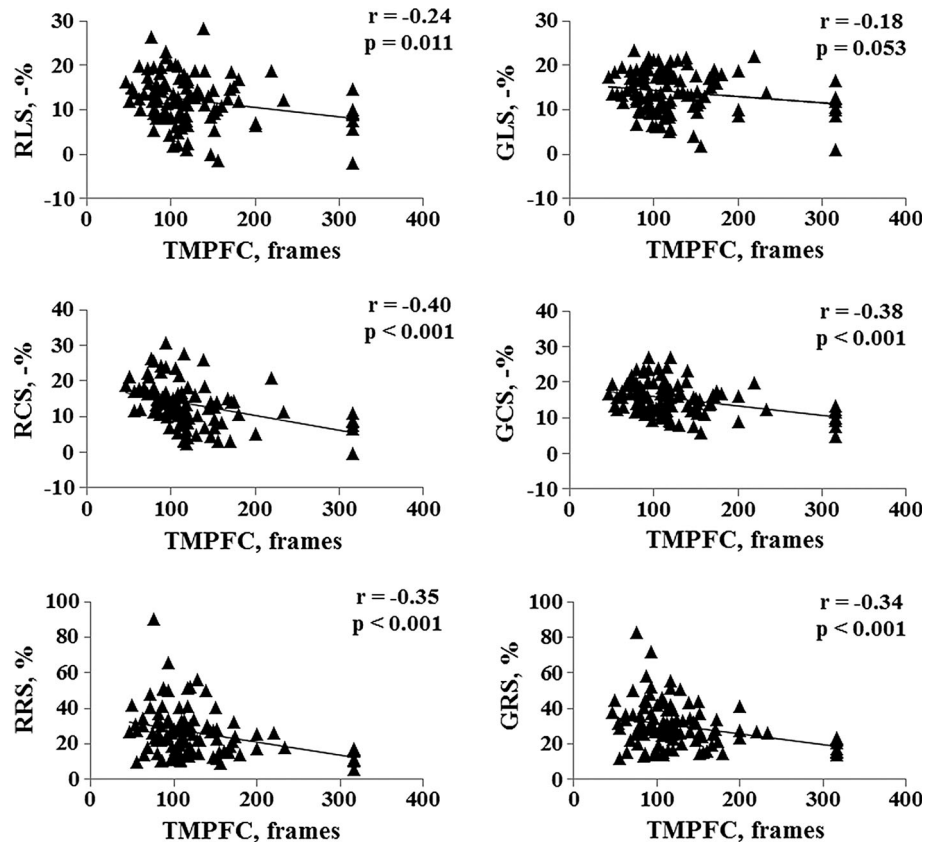 r = -0.24
p = 0.011
RLS, -%
30
20
10
0
-10
0 100 200 300 400
TMPFC, frames
r = -0.18
p = 0.053
GLS, -%
30
20
10
0
-10
0 100 200 300 400
TMPFC, frames
r = -0.40
p < 0.001
RCS, -%
40
30
20
10
0
-10
0 100 200 300 400
TMPFC, frames
r = -0.38
p < 0.001
GCS, -%
40
30
20
10
0
-10
0 100 200 300 400
TMPFC, frames
r = -0.35
p < 0.001
RRS, %
100
80
60
40
20
0
0 100 200 300 400
TMPFC, frames
r = -0.34
p < 0.001
GRS, %
100
80
60
40
20
0
0 100 200 300 400
TMPFC, frames